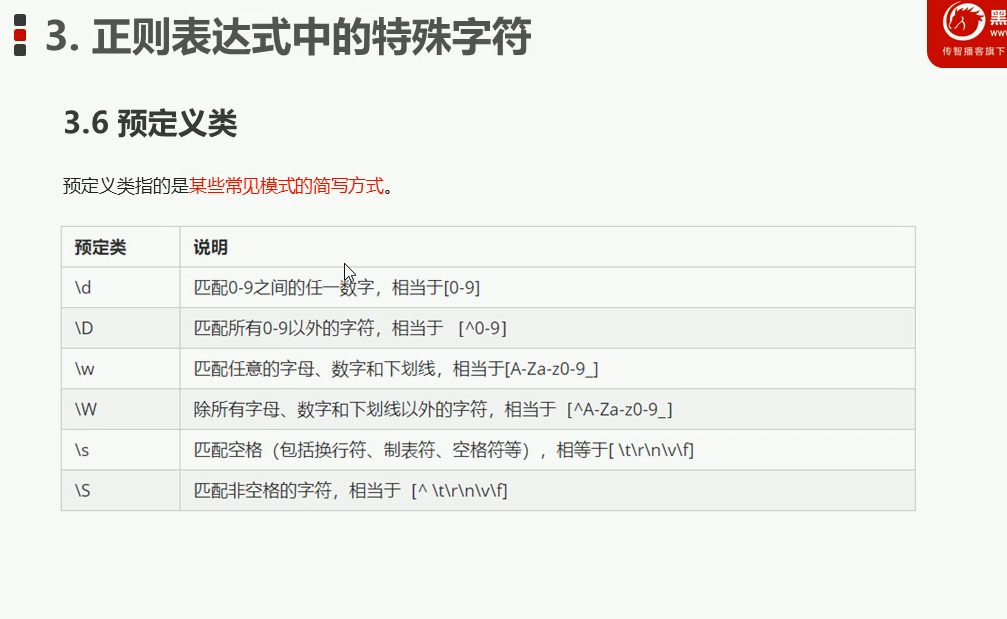 3. 正则表达式中的特殊字符
黑
www
传智播客旗下
3.6 预定义类
预定义类指的是某些常见模式的简写方式。
预定类 说明
\d 匹配0-9之间的任一数字，相当于[0-9]
\D 匹配所有0-9以外的字符，相当于 [^0-9]
\w 匹配任意的字母、数字和下划线，相当于[A-Za-z0-9_]
\W 除所有字母、数字和下划线以外的字符，相当于 [^A-Za-z0-9_]
\s 匹配空格（包括换行符、制表符、空格符等），相等于[ \t\r\n\v\f]
\S 匹配非空格的字符，相当于 [^ \t\r\n\v\f]